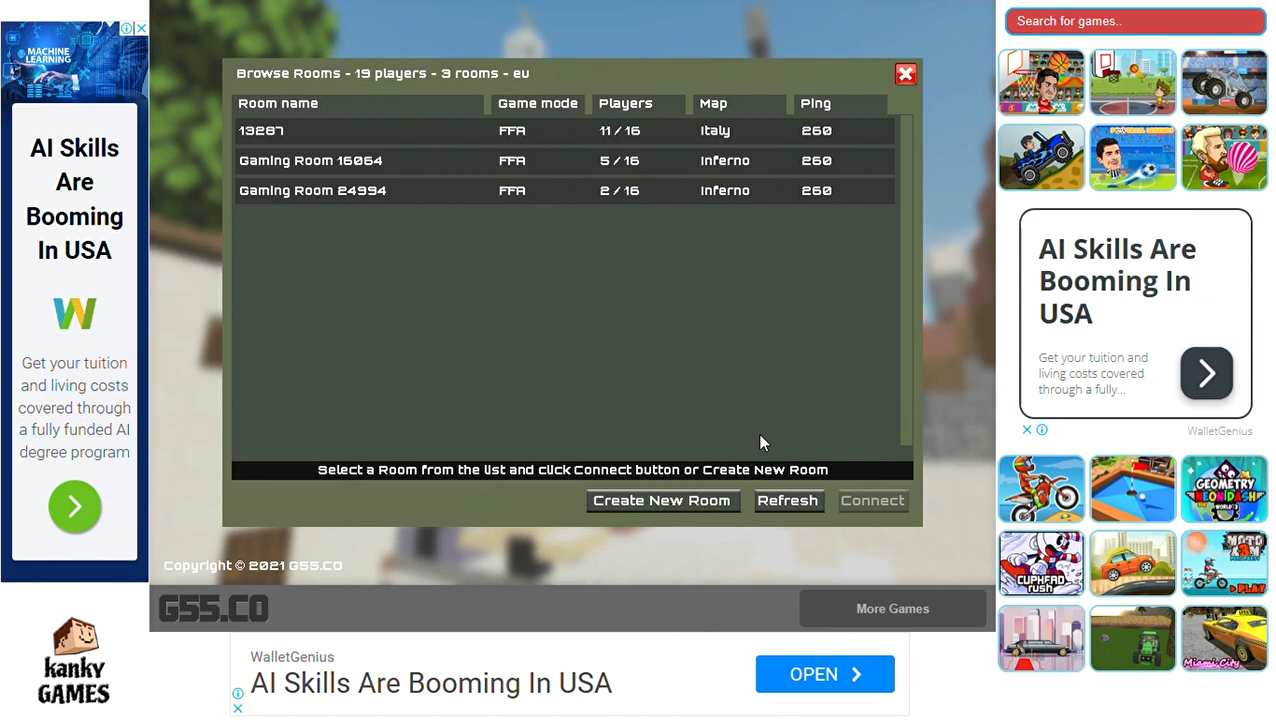 MACHINE
LEARNING
AI Skills
Are
Booming
In USA
W
Get your tuition
and living costs
covered through
a fully funded AI
degree program
kanky
GAMES
Browse Rooms - 19 players - 3 rooms - eu
Room name Game mode Players Map Ping
13287 FFA 11 / 16 Italy 260
Gaming Room 16064 FFA 5 / 16 Inferno 260
Gaming Room 24994 FFA 2 / 16 Inferno 260
Select a Room from the list and click Connect button or Create New Room
Create New Room Refresh Connect
Copyright © 2021 G55.CO
G55.CO
More Games
WalletGenius
AI Skills Are Booming In USA
OPEN
Search for games..
AI Skills Are
Booming In
USA
Get your tuition and
living costs covered
through a fully...
WalletGenius
GEOMETRY
NEON DASH
WORLD 2
CUPHEAD
RUSH
MOTO
X3M
PLAY
Miami City